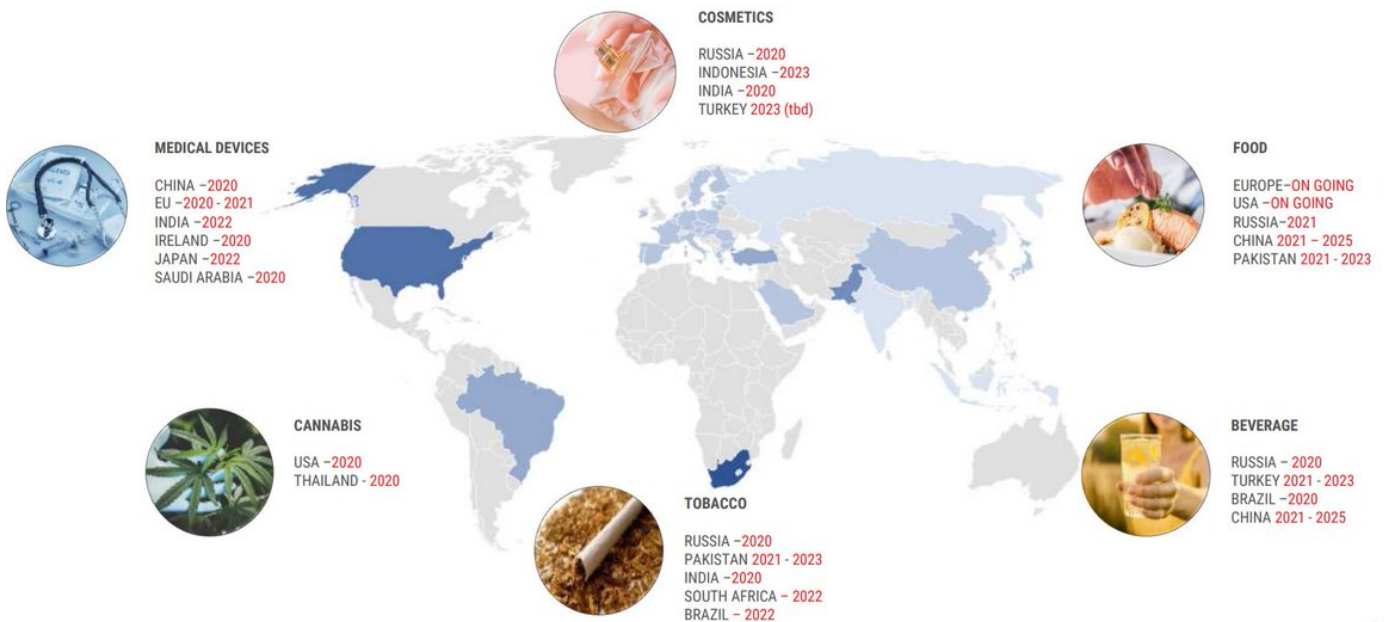 COSMETICS
RUSSIA –2020
INDONESIA –2023
INDIA –2020
TURKEY 2023 (tbd)
MEDICAL DEVICES
CHINA –2020
EU –2020 - 2021
INDIA –2022
IRELAND –2020
JAPAN –2022
SAUDI ARABIA –2020
FOOD
EUROPE–ON GOING
USA –ON GOING
RUSSIA–2021
CHINA 2021 – 2025
PAKISTAN 2021 - 2023
CANNABIS
USA –2020
THAILAND - 2020
TOBACCO
RUSSIA –2020
PAKISTAN 2021 - 2023
INDIA –2020
SOUTH AFRICA – 2022
BRAZIL – 2022
BEVERAGE
RUSSIA – 2020
TURKEY 2021 - 2023
BRAZIL –2020
CHINA 2021 - 2025